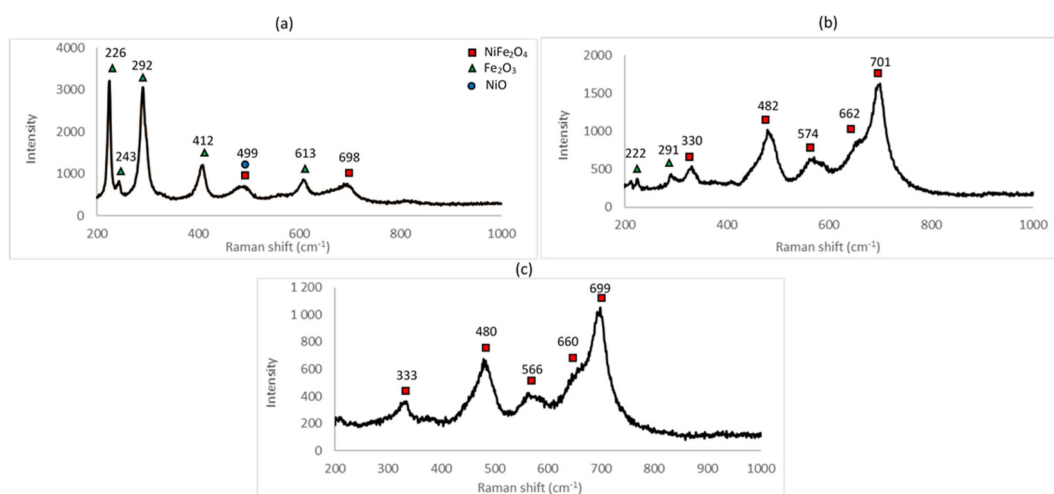 (a)
4000
3000
2000
1000
0
Intensity
226
243
292
412
499
613
698
NiFe₂O₄
Fe₂O₃
NiO
200 400 600 800 1000
Raman shift (cm⁻¹)
(b)
2000
1500
1000
500
0
Intensity
222
291
330
482
574
662
701
200 400 600 800 1000
Raman shift (cm⁻¹)
(c)
1 200
1 000
800
600
400
200
0
Intensity
333
480
566
660
699
200 300 400 500 600 700 800 900 1000
Raman shift (cm⁻¹)